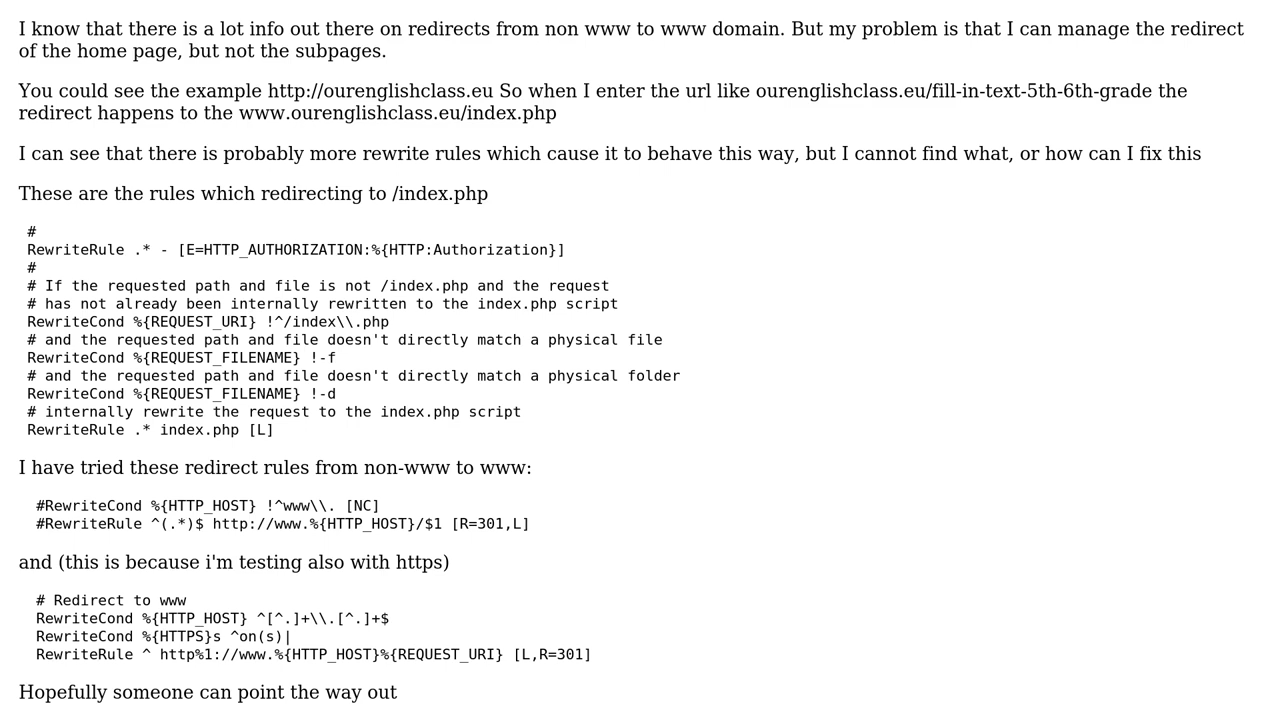 I know that there is a lot info out there on redirects from non www to www domain. But my problem is that I can manage the redirect
of the home page, but not the subpages.
You could see the example http://ourenglishclass.eu So when I enter the url like ourenglishclass.eu/fill-in-text-5th-6th-grade the
redirect happens to the www.ourenglishclass.eu/index.php
I can see that there is probably more rewrite rules which cause it to behave this way, but I cannot find what, or how can I fix this
These are the rules which redirecting to /index.php
#
RewriteRule .* - [E=HTTP_AUTHORIZATION:%{HTTP:Authorization}]
#
# If the requested path and file is not /index.php and the request
# has not already been internally rewritten to the index.php script
RewriteCond %{REQUEST_URI} !^/index\\.php
# and the requested path and file doesn't directly match a physical file
RewriteCond %{REQUEST_FILENAME} !-f
# and the requested path and file doesn't directly match a physical folder
RewriteCond %{REQUEST_FILENAME} !-d
# internally rewrite the request to the index.php script
RewriteRule .* index.php [L]
I have tried these redirect rules from non-www to www:
#RewriteCond %{HTTP_HOST} !^www\\. [NC]
#RewriteRule ^(.*)$ http://www.%{HTTP_HOST}/$1 [R=301,L]
and (this is because i'm testing also with https)
# Redirect to www
RewriteCond %{HTTP_HOST} ^[^.]+\\.[^.]+$
RewriteCond %{HTTPS}s ^on(s)|
RewriteRule ^ http%1://www.%{HTTP_HOST}%{REQUEST_URI} [L,R=301]
Hopefully someone can point the way out